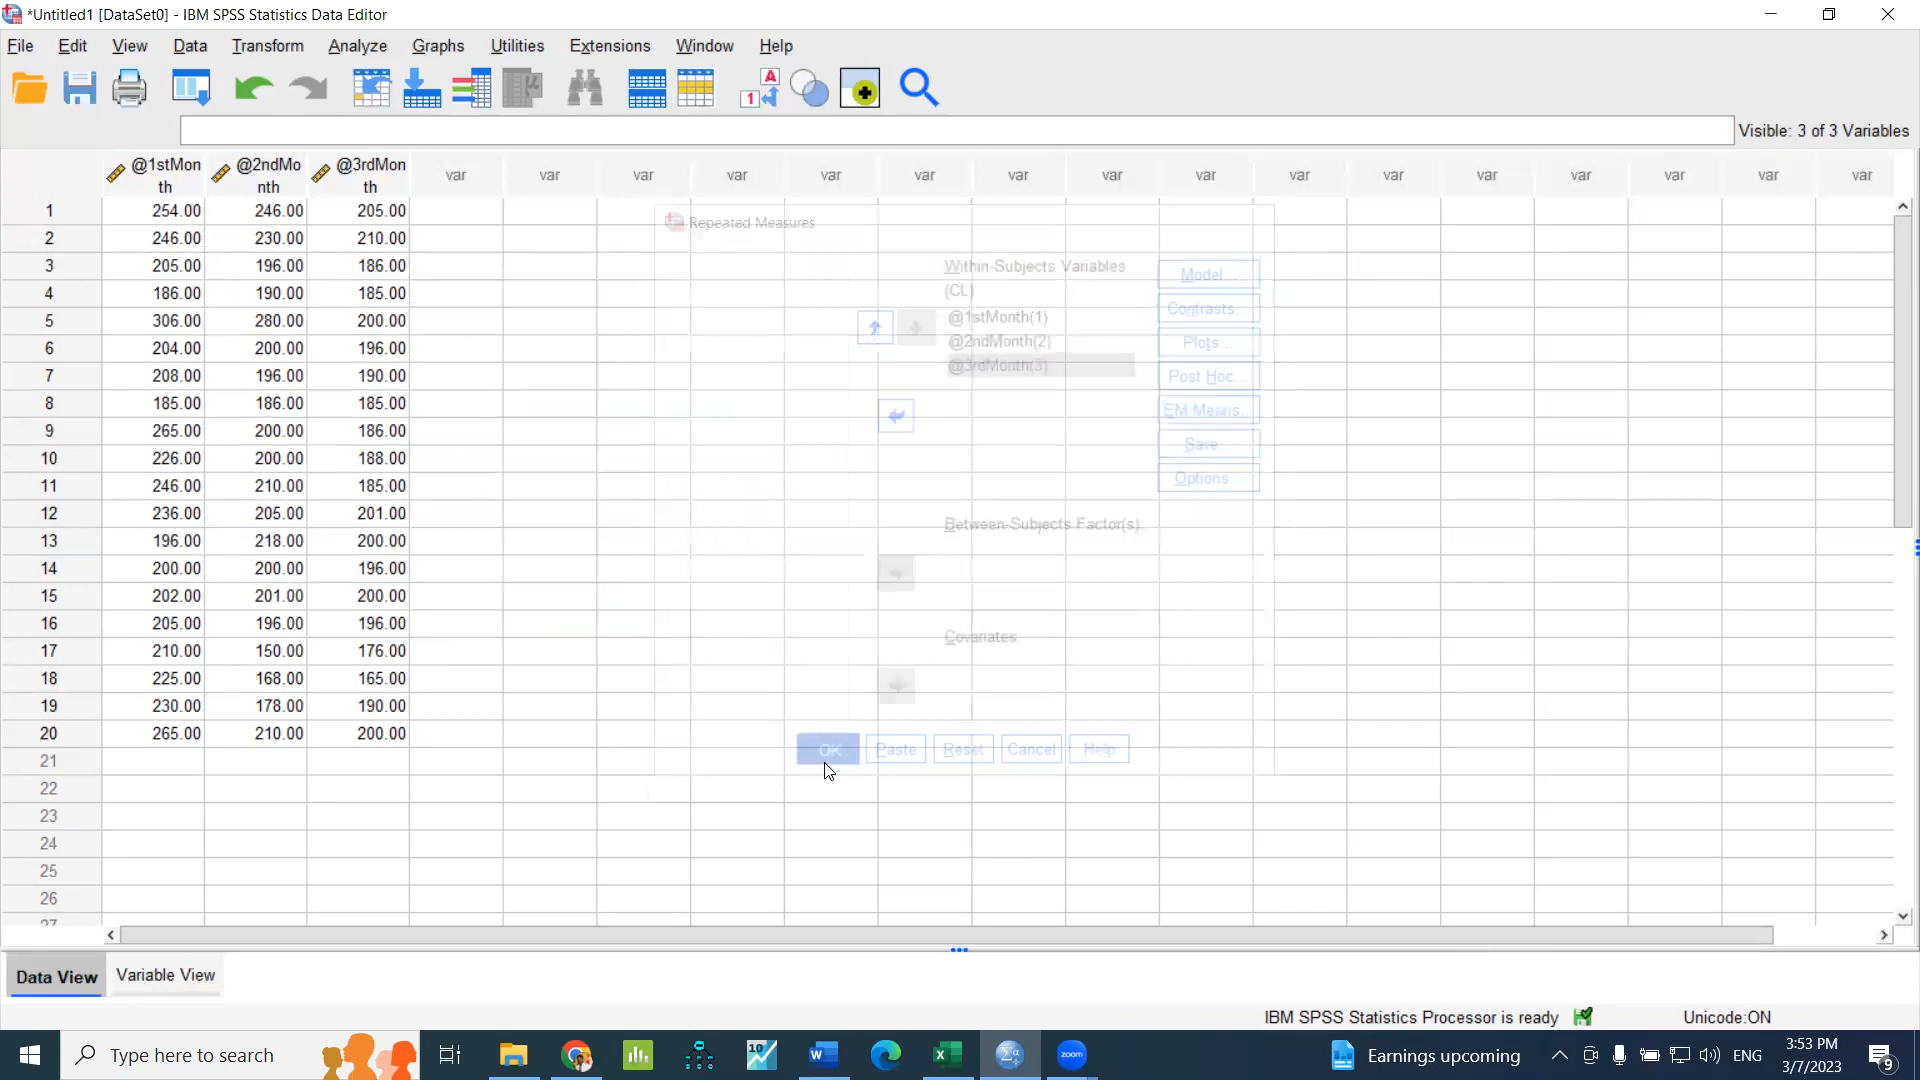 *Untitled1 [DataSet0] - IBM SPSS Statistics Data Editor
File Edit View Data Transform Analyze Graphs Utilities Extensions Window Help
Visible: 3 of 3 Variables
@1stMon
th
@2ndMo
nth
@3rdMon
th
var var var var var var var var var var var var var var var var
1 254.00 246.00 205.00
2 246.00 230.00 210.00
3 205.00 196.00 186.00
4 186.00 190.00 185.00
5 306.00 280.00 200.00
6 204.00 200.00 196.00
7 208.00 196.00 190.00
8 185.00 186.00 185.00
9 265.00 200.00 186.00
10 226.00 200.00 188.00
11 246.00 210.00 185.00
12 236.00 205.00 201.00
13 196.00 218.00 200.00
14 200.00 200.00 196.00
15 202.00 201.00 200.00
16 205.00 196.00 196.00
17 210.00 150.00 176.00
18 225.00 168.00 165.00
19 230.00 178.00 190.00
20 265.00 210.00 200.00
21
22
23
24
25
26
27
Repeated Measures
Within-Subjects Variables
(CL)
@1stMonth(1)
@2ndMonth(2)
@3rdMonth(3)
Model...
Contrasts...
Plots...
Post Hoc...
EM Means...
Save...
Options...
Between-Subjects Factor(s):
Covariates:
OK Paste Reset Cancel Help
Data View Variable View
IBM SPSS Statistics Processor is ready Unicode:ON
Type here to search
10
zoom
Earnings upcoming
ENG
3:53 PM
3/7/2023
9